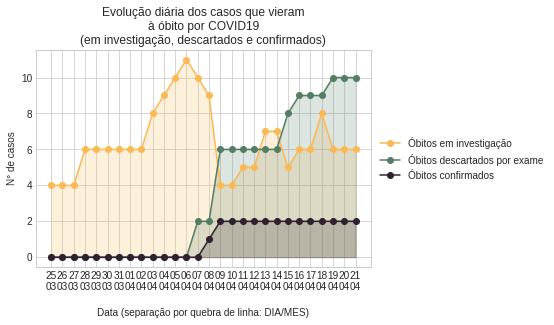 Evolução diária dos casos que vieram
à óbito por COVID19
(em investigação, descartados e confirmados)
10
8
6
4
2
0
N° de casos
Óbitos em investigação
Óbitos descartados por exame
Óbitos confirmados
25 26 27 28 29 30 31 01 02 03 04 05 06 07 08 09 10 11 12 13 14 15 16 17 18 19 20 21
03 03 03 03 03 03 03 04 04 04 04 04 04 04 04 04 04 04 04 04 04 04 04 04 04 04 04 04
Data (separação por quebra de linha: DIA/MES)